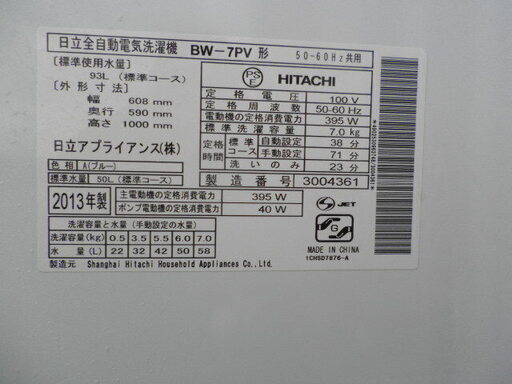 日立全自動電気洗濯機 BW-7PV 形 50-60Hz共用
[標準使用水量]
93L (標準コース)
[外形寸法]
幅 608 mm
奥行 590 mm
高さ 1000 mm
日立アプライアンス(株)
色相 A(ブルー)
標準水量 50L (標準コース)
PS E HITACHI
定格電圧 100 V
定格周波数 50-60 Hz
電動機の定格消費電力 395 W
標準洗濯容量 7.0 kg
定格時間 標準コース 自動設定 38 分
手動設定 71 分
洗いのみ 23 分
製造番号 3004361
2013年製 主電動機の定格消費電力 395 W
ポンプ電動機の定格消費電力 40 W
洗濯容量と水量 (手動設定の水量)
洗濯容量(kg) 0.5 3.5 5.5 6.0 7.0
水量(L) 22 32 42 50 58
製造元 Shanghai Hitachi Household Appliances Co.,Ltd.
G JET
MADE IN CHINA
1CHSD7876-A